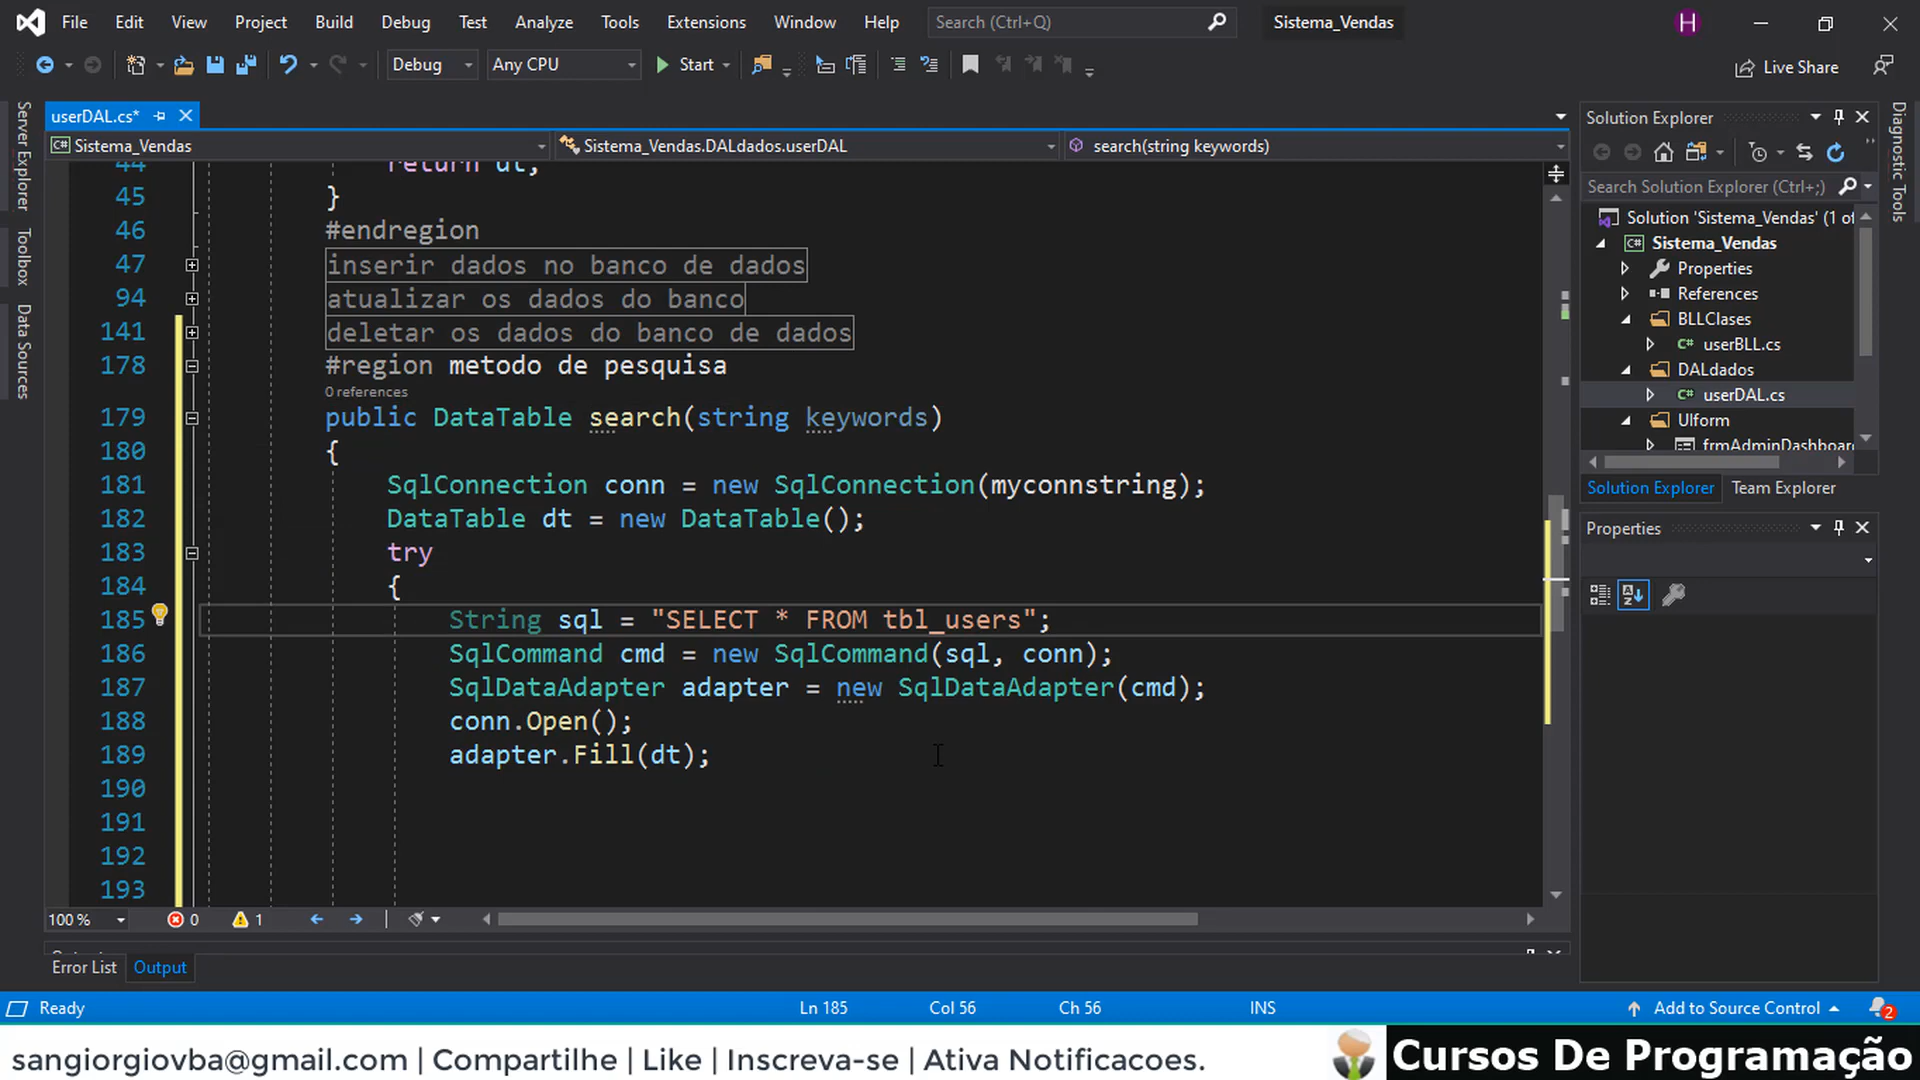 File Edit View Project Build Debug Test Analyze Tools Extensions Window Help Search (Ctrl+Q) Sistema_Vendas H
Debug Any CPU Start Live Share
userDAL.cs*
Sistema_Vendas Sistema_Vendas.DALdados.userDAL search(string keywords)
44 return dt;
45 }
46 #endregion
47 inserir dados no banco de dados
94 atualizar os dados do banco
141 deletar os dados do banco de dados
178 #region metodo de pesquisa
0 references
179 public DataTable search(string keywords)
180 {
181 SqlConnection conn = new SqlConnection(myconnstring);
182 DataTable dt = new DataTable();
183 try
184 {
185 String sql = "SELECT * FROM tbl_users";
186 SqlCommand cmd = new SqlCommand(sql, conn);
187 SqlDataAdapter adapter = new SqlDataAdapter(cmd);
188 conn.Open();
189 adapter.Fill(dt);
190
191
192
193
100 % 0 1
Error List Output
Server Explorer
Toolbox
Data Sources
Solution Explorer
Search Solution Explorer (Ctrl+;)
Solution 'Sistema_Vendas' (1 of
Sistema_Vendas
Properties
References
BLLClases
userBLL.cs
DALdados
userDAL.cs
UIform
frmAdminDashboar
Solution Explorer Team Explorer
Properties
Diagnostic Tools
Ready Ln 185 Col 56 Ch 56 INS Add to Source Control 2
sangiorgiovba@gmail.com | Compartilhe | Like | Inscreva-se | Ativa Notificacoes. Cursos De Programação